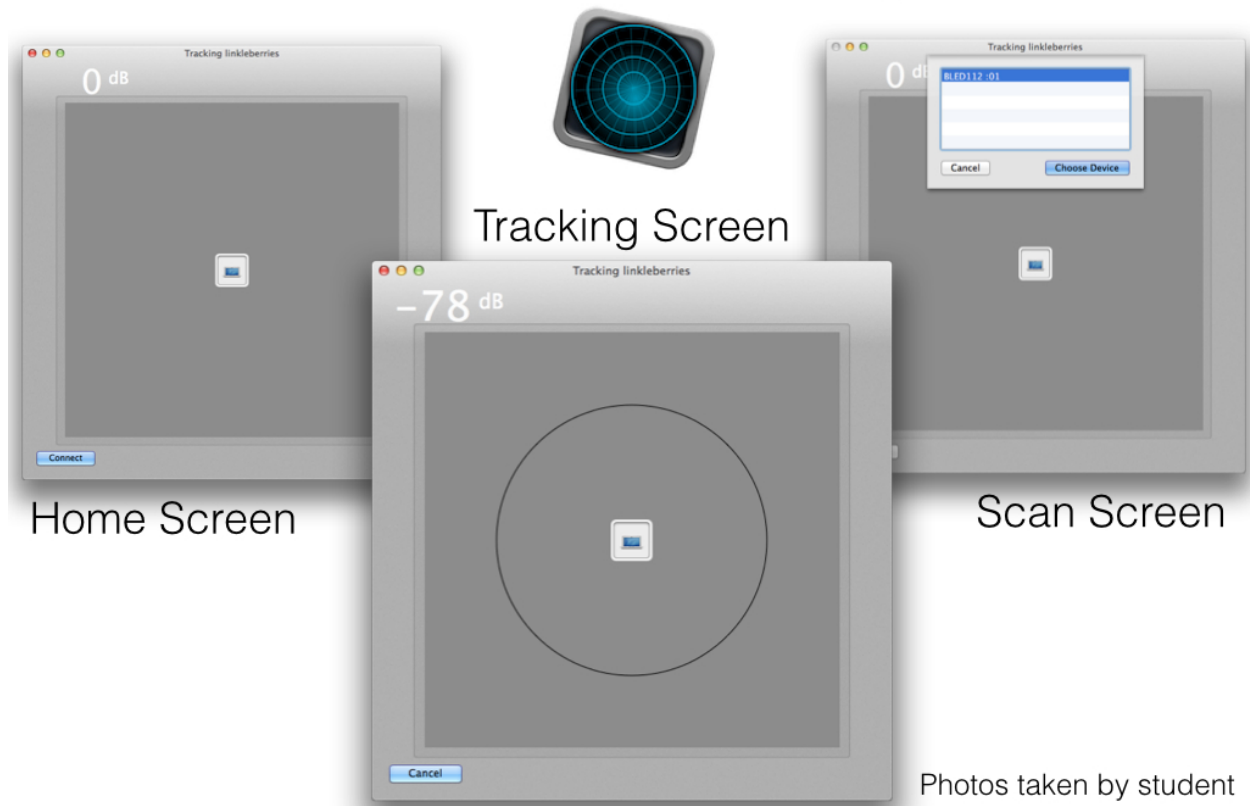 Tracking linkleberries
0 dB
Connect
Home Screen
Tracking Screen
Tracking linkleberries
-78 dB
Cancel
Tracking linkleberries
0 dB
BLED112 :01
Cancel
Choose Device
Scan Screen
Photos taken by student